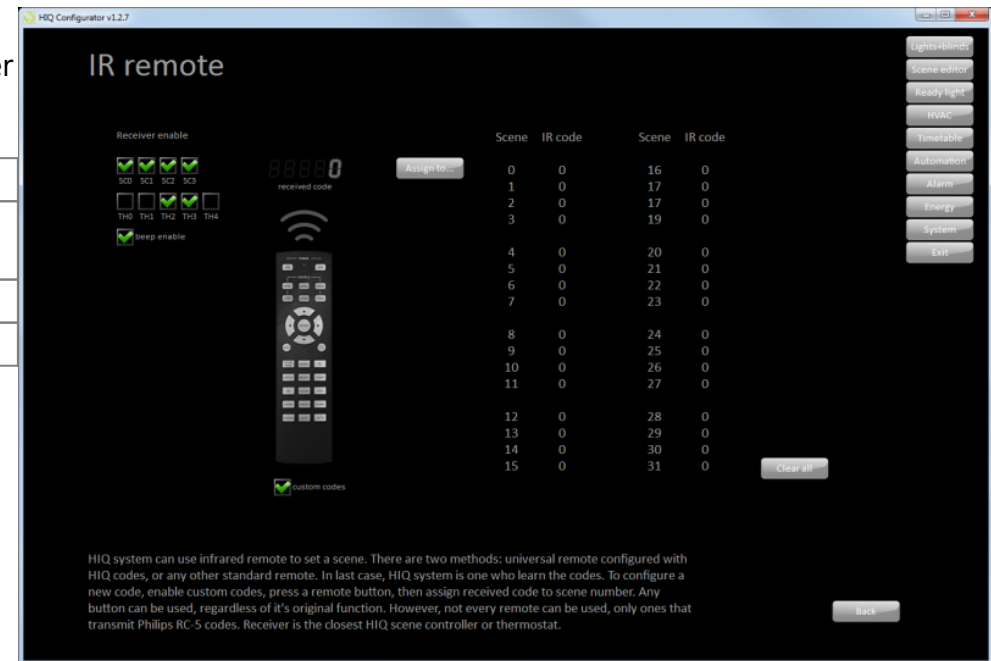 HIQ Configurator v1.2.7
er
IR remote
Lights+blinds
Scene editor
Ready light
HVAC
Timetable
Automation
Alarm
Energy
System
Exit
Receiver enable
SC0 SC1 SC2 SC3
TH0 TH1 TH2 TH3 TH4
beep enable
0
received code
Assign to...
custom codes
Scene IR code Scene IR code
0 0 16 0
1 0 17 0
2 0 17 0
3 0 19 0
4 0 20 0
5 0 21 0
6 0 22 0
7 0 23 0
8 0 24 0
9 0 25 0
10 0 26 0
11 0 27 0
12 0 28 0
13 0 29 0
14 0 30 0
15 0 31 0
Clear all
HIQ system can use infrared remote to set a scene. There are two methods: universal remote configured with
HIQ codes, or any other standard remote. In last case, HIQ system is one who learn the codes. To configure a
new code, enable custom codes, press a remote button, then assign received code to scene number. Any
button can be used, regardless of it's original function. However, not every remote can be used, only ones that
transmit Philips RC-5 codes. Receiver is the closest HIQ scene controller or thermostat.
Back